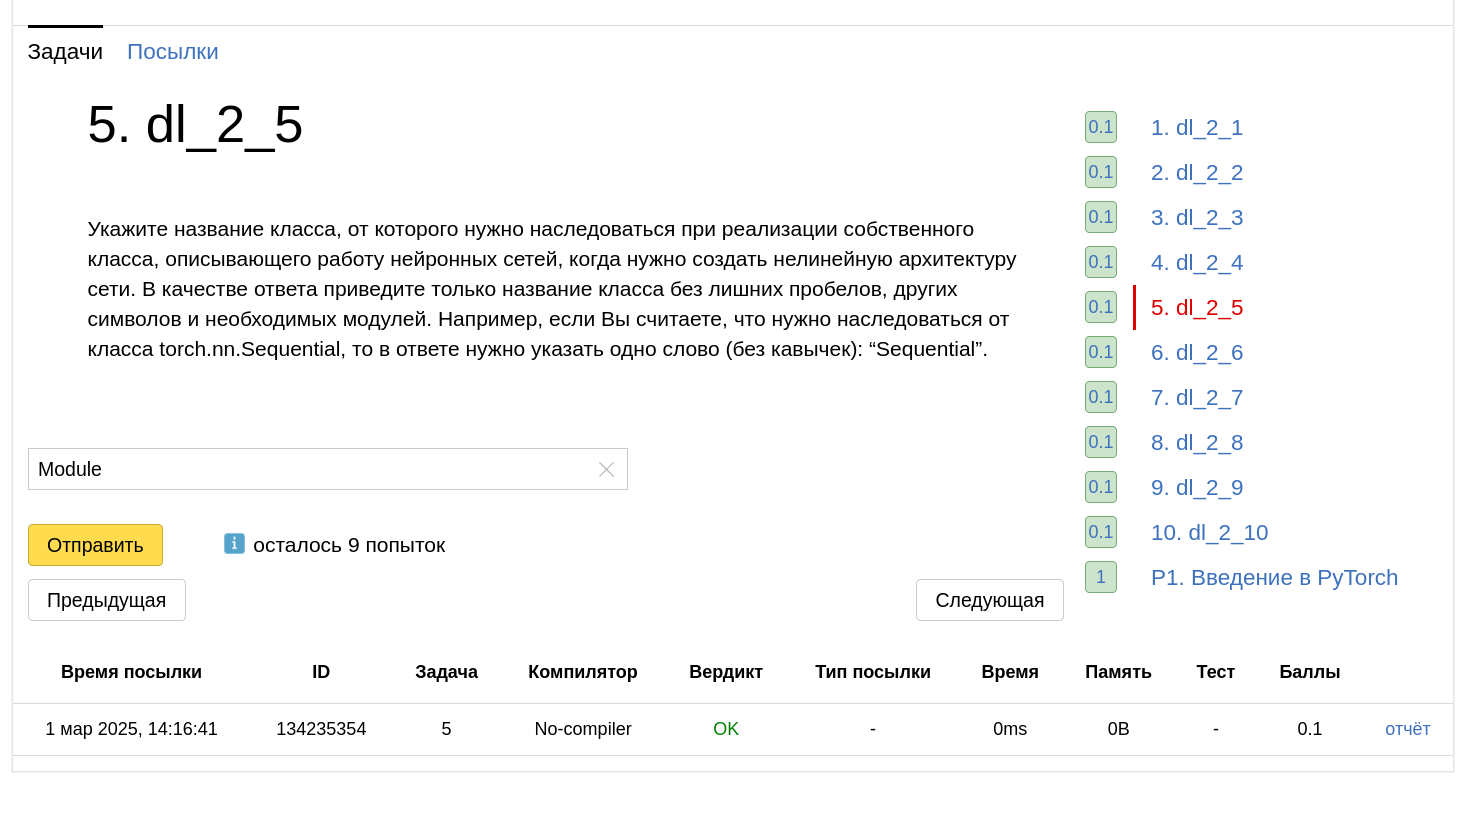 Задачи Посылки
5. dl_2_5
Укажите название класса, от которого нужно наследоваться при реализации собственного
класса, описывающего работу нейронных сетей, когда нужно создать нелинейную архитектуру
сети. В качестве ответа приведите только название класса без лишних пробелов, других
символов и необходимых модулей. Например, если Вы считаете, что нужно наследоваться от
класса torch.nn.Sequential, то в ответе нужно указать одно слово (без кавычек): “Sequential”.
Module
Отправить
i осталось 9 попыток
Предыдущая
Следующая
0.1 1. dl_2_1
0.1 2. dl_2_2
0.1 3. dl_2_3
0.1 4. dl_2_4
0.1 5. dl_2_5
0.1 6. dl_2_6
0.1 7. dl_2_7
0.1 8. dl_2_8
0.1 9. dl_2_9
0.1 10. dl_2_10
1 P1. Введение в PyTorch
Время посылки ID Задача Компилятор Вердикт Тип посылки Время Память Тест Баллы
1 мар 2025, 14:16:41 134235354 5 No-compiler OK - 0ms 0B - 0.1 отчёт